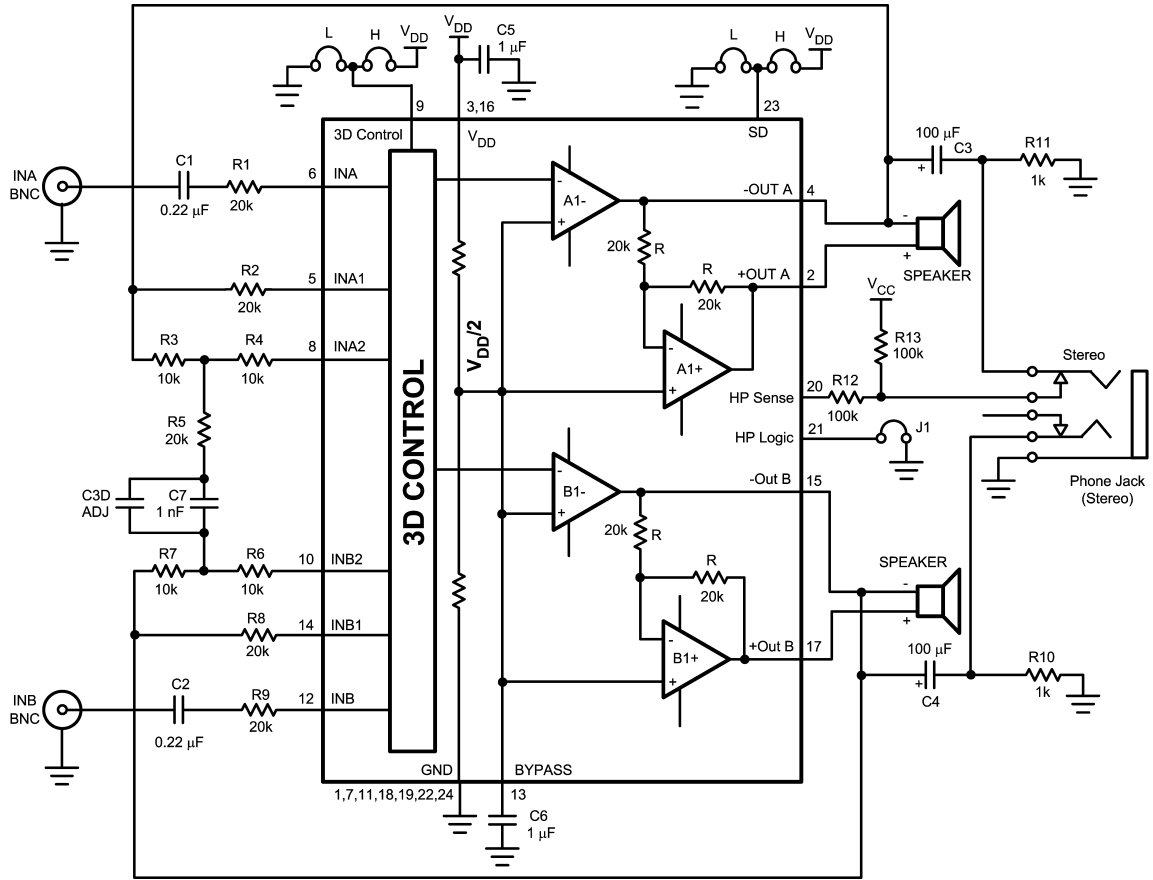 L
H
VDD
VDD
C5
1 µF
L
H
VDD
9
3,16
23
3D Control
VDD
SD
100 µF
C3
+
R11
1k
INA
BNC
C1
0.22 µF
R1
20k
6
INA
-
A1-
+
-OUT A
4
-
+
SPEAKER
20k
R
R2
20k
5
INA1
R
20k
+OUT A
2
VCC
R3
10k
R4
10k
8
INA2
VDD/2
-
A1+
+
R13
100k
Stereo
HP Sense
20
R12
100k
R5
20k
3D CONTROL
HP Logic
21
J1
-
B1-
+
-Out B
15
Phone Jack
(Stereo)
C3D
ADJ
C7
1 nF
20k
R
R7
10k
R6
10k
10
INB2
R
20k
SPEAKER
-
+
R8
20k
14
INB1
-
B1+
+
+Out B
17
100 µF
+
C4
R10
1k
INB
BNC
C2
0.22 µF
R9
20k
12
INB
GND
BYPASS
1,7,11,18,19,22,24
13
C6
1 µF